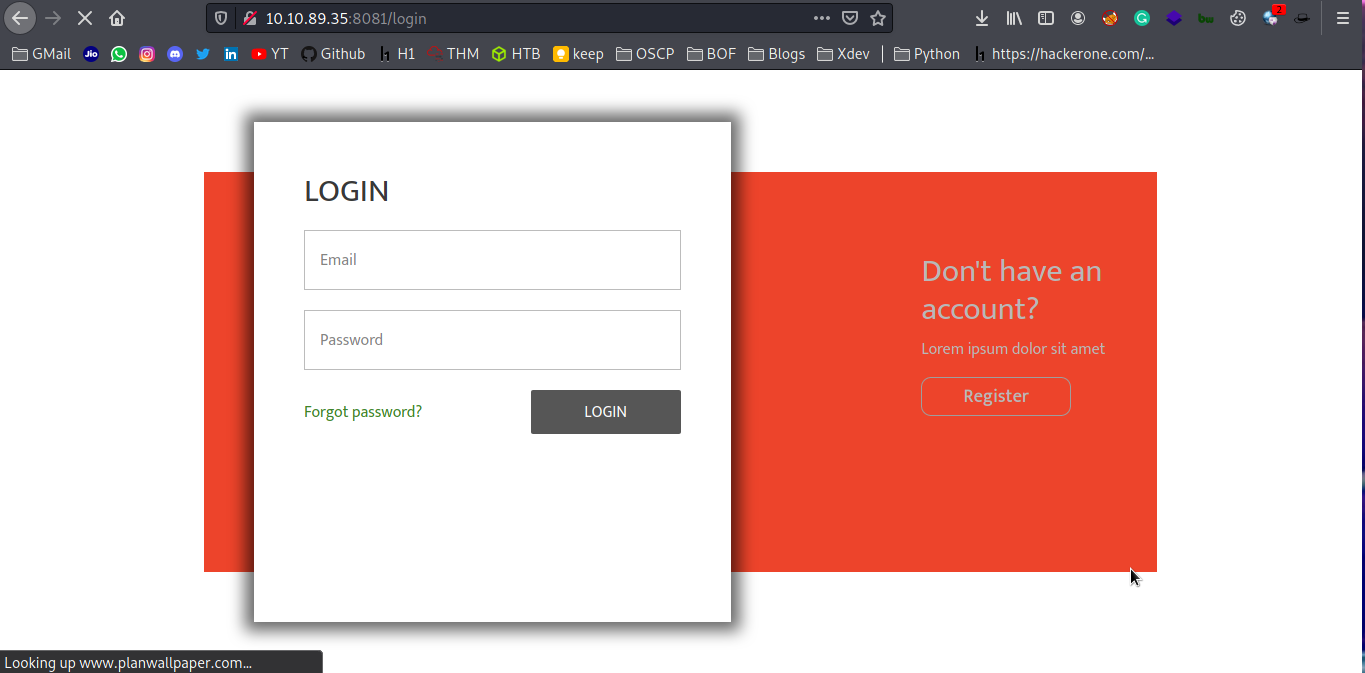 10.10.89.35:8081/login
2
GMail Jio YT Github H1 THM HTB keep OSCP BOF Blogs Xdev Python https://hackerone.com/...
LOGIN
Email
Password
Forgot password?
LOGIN
Don't have an
account?
Lorem ipsum dolor sit amet
Register
Looking up www.planwallpaper.com...